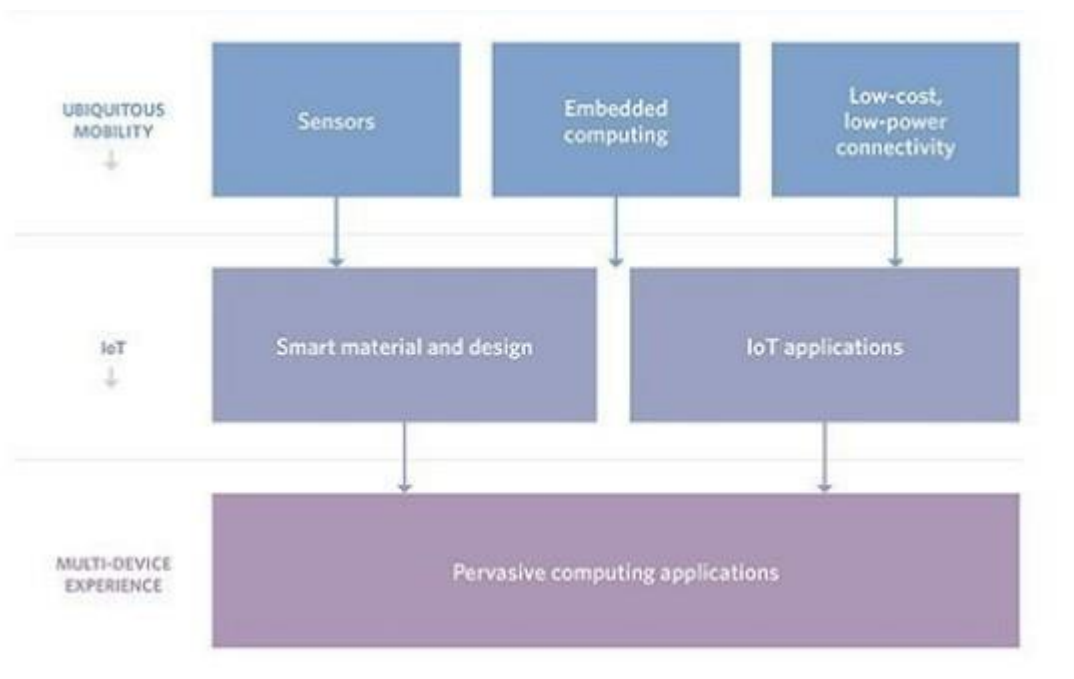 UBIQUITOUS
MOBILITY
Sensors
Embedded
computing
Low-cost,
low-power
connectivity
IoT
Smart material and design
IoT applications
MULTI-DEVICE
EXPERIENCE
Pervasive computing applications